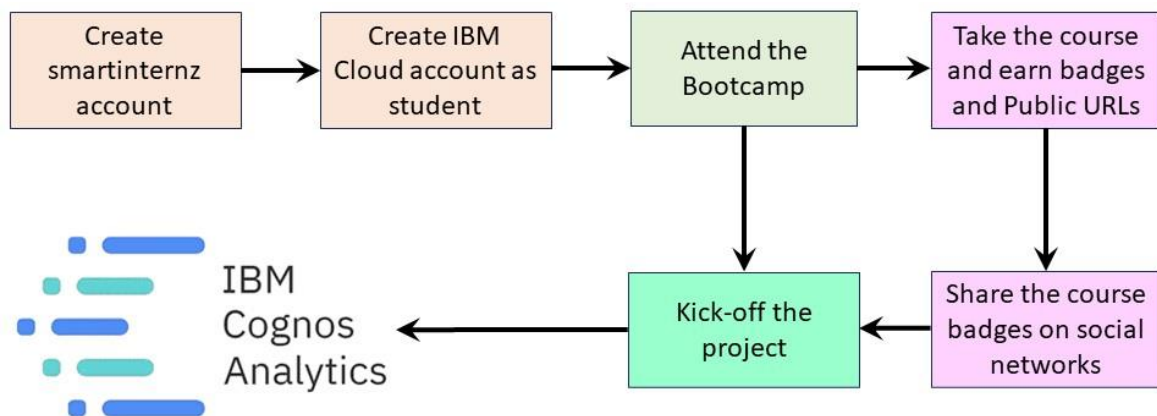 Create
smartinternz
account
Create IBM
Cloud account as
student
Attend the
Bootcamp
Take the course
and earn badges
and Public URLs
Share the course
badges on social
networks
Kick-off the
project
IBM
Cognos
Analytics